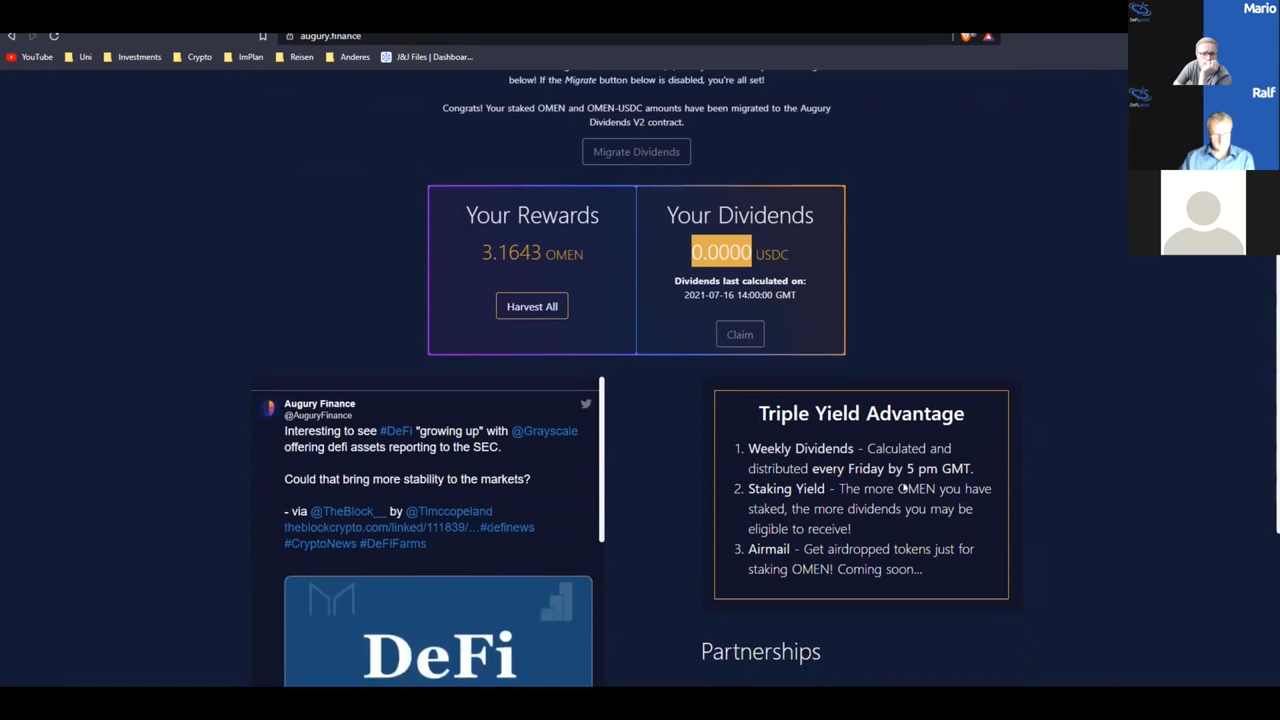 Mario
augury.finance
YouTube
Uni
Investments
Crypto
ImPlan
Reisen
Anderes
J&J Files | Dashboar...
below! If the Migrate button below is disabled, you're all set!
Congrats! Your staked OMEN and OMEN-USDC amounts have been migrated to the Augury
Dividends V2 contract.
Migrate Dividends
Ralf
Your Rewards
3.1643 OMEN
Harvest All
Your Dividends
0.0000 USDC
Dividends last calculated on:
2021-07-16 14:00:00 GMT
Claim
Augury Finance
@AuguryFinance
Interesting to see #DeFi "growing up" with @Grayscale
offering defi assets reporting to the SEC.
Could that bring more stability to the markets?
- via @TheBlock__ by @Timccopeland
theblockcrypto.com/linked/111839/...#definews
#CryptoNews #DeFIFarms
DeFi
Triple Yield Advantage
1. Weekly Dividends - Calculated and
distributed every Friday by 5 pm GMT.
2. Staking Yield - The more OMEN you have
staked, the more dividends you may be
eligible to receive!
3. Airmail - Get airdropped tokens just for
staking OMEN! Coming soon...
Partnerships